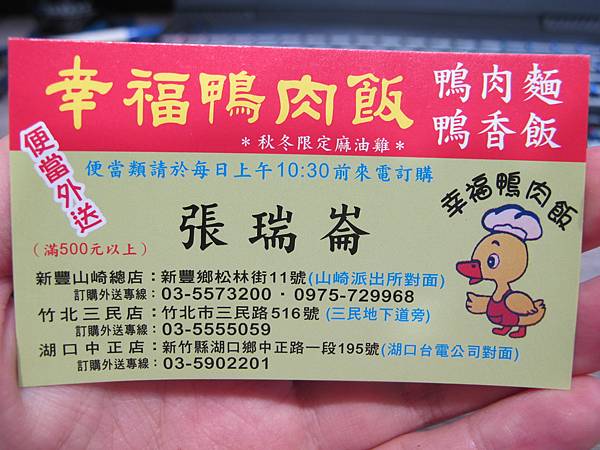 幸福鴨肉飯
鴨肉麵
鴨香飯
*秋冬限定麻油雞*
便當外送
便當類請於每日上午10:30前來電訂購
幸福鴨肉飯
張瑞崙
(滿500元以上)
新豐山崎總店：新豐鄉松林街11號(山崎派出所對面)
訂購外送專線：03-5573200．0975-729968
竹北三民店：竹北市三民路516號(三民地下道旁)
訂購外送專線：03-5555059
湖口中正店：新竹縣湖口鄉中正路一段195號(湖口台電公司對面)
訂購外送專線：03-5902201